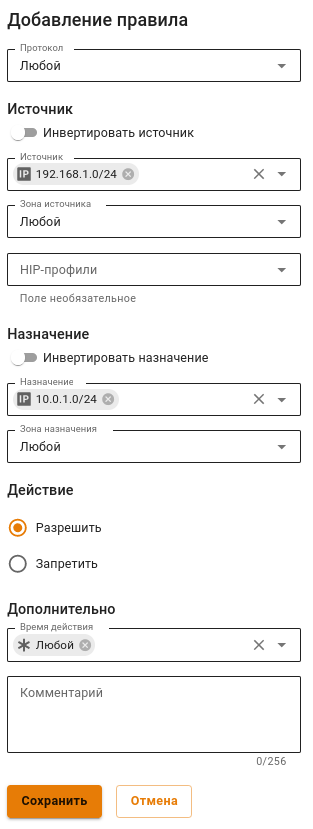 Добавление правила
Протокол
Любой
Источник
Инвертировать источник
Источник
IP 192.168.1.0/24
Зона источника
Любой
HIP-профили
Поле необязательное
Назначение
Инвертировать назначение
Назначение
IP 10.0.1.0/24
Зона назначения
Любой
Действие
Разрешить
Запретить
Дополнительно
Время действия
Любой
Комментарий
0/256
Сохранить Отмена